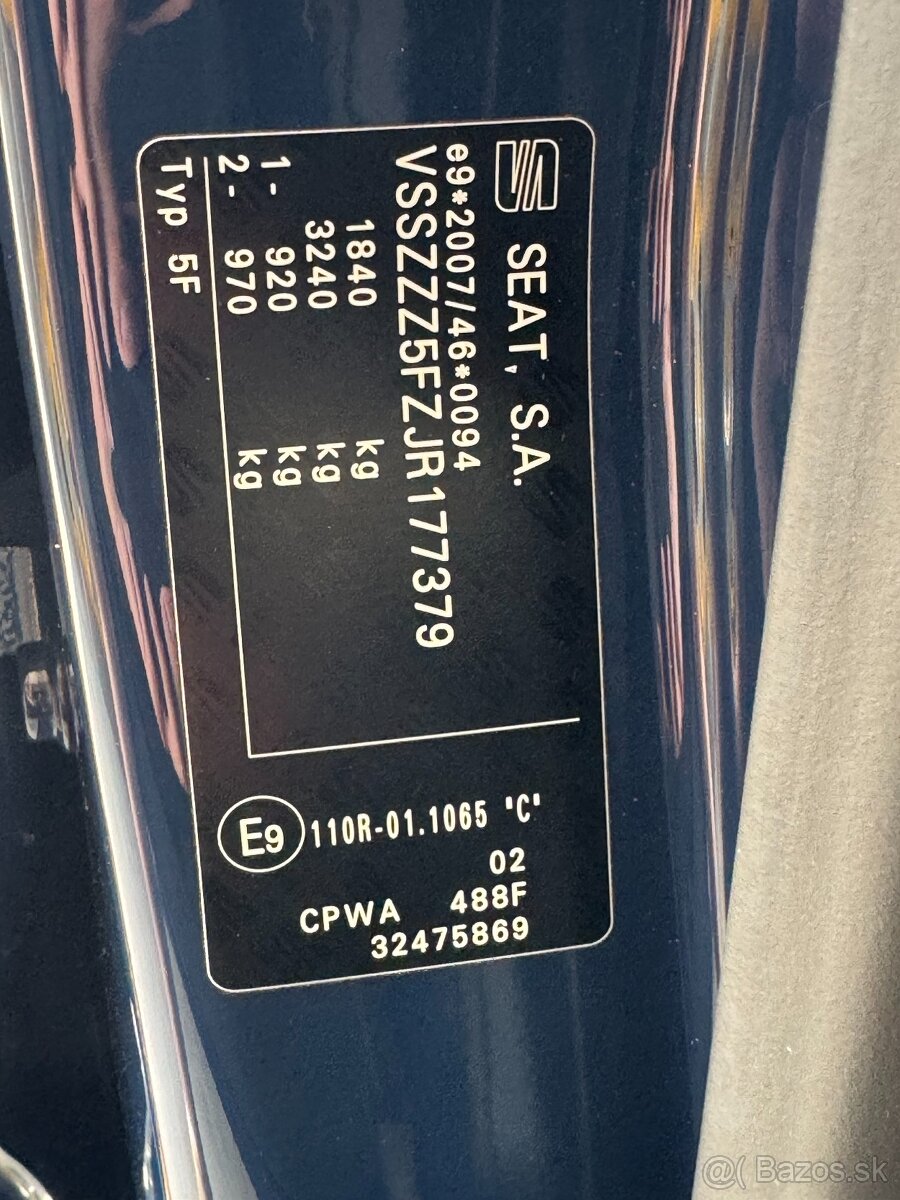 SEAT, S.A.
e9*2007/46*0094
VSSZZZ5FZJR177379
1840 kg
3240 kg
1- 920 kg
2- 970 kg
Typ 5F
E9 110R-01.1065 "C"
02
CPWA 488F
32475869
@( Bazos.sk